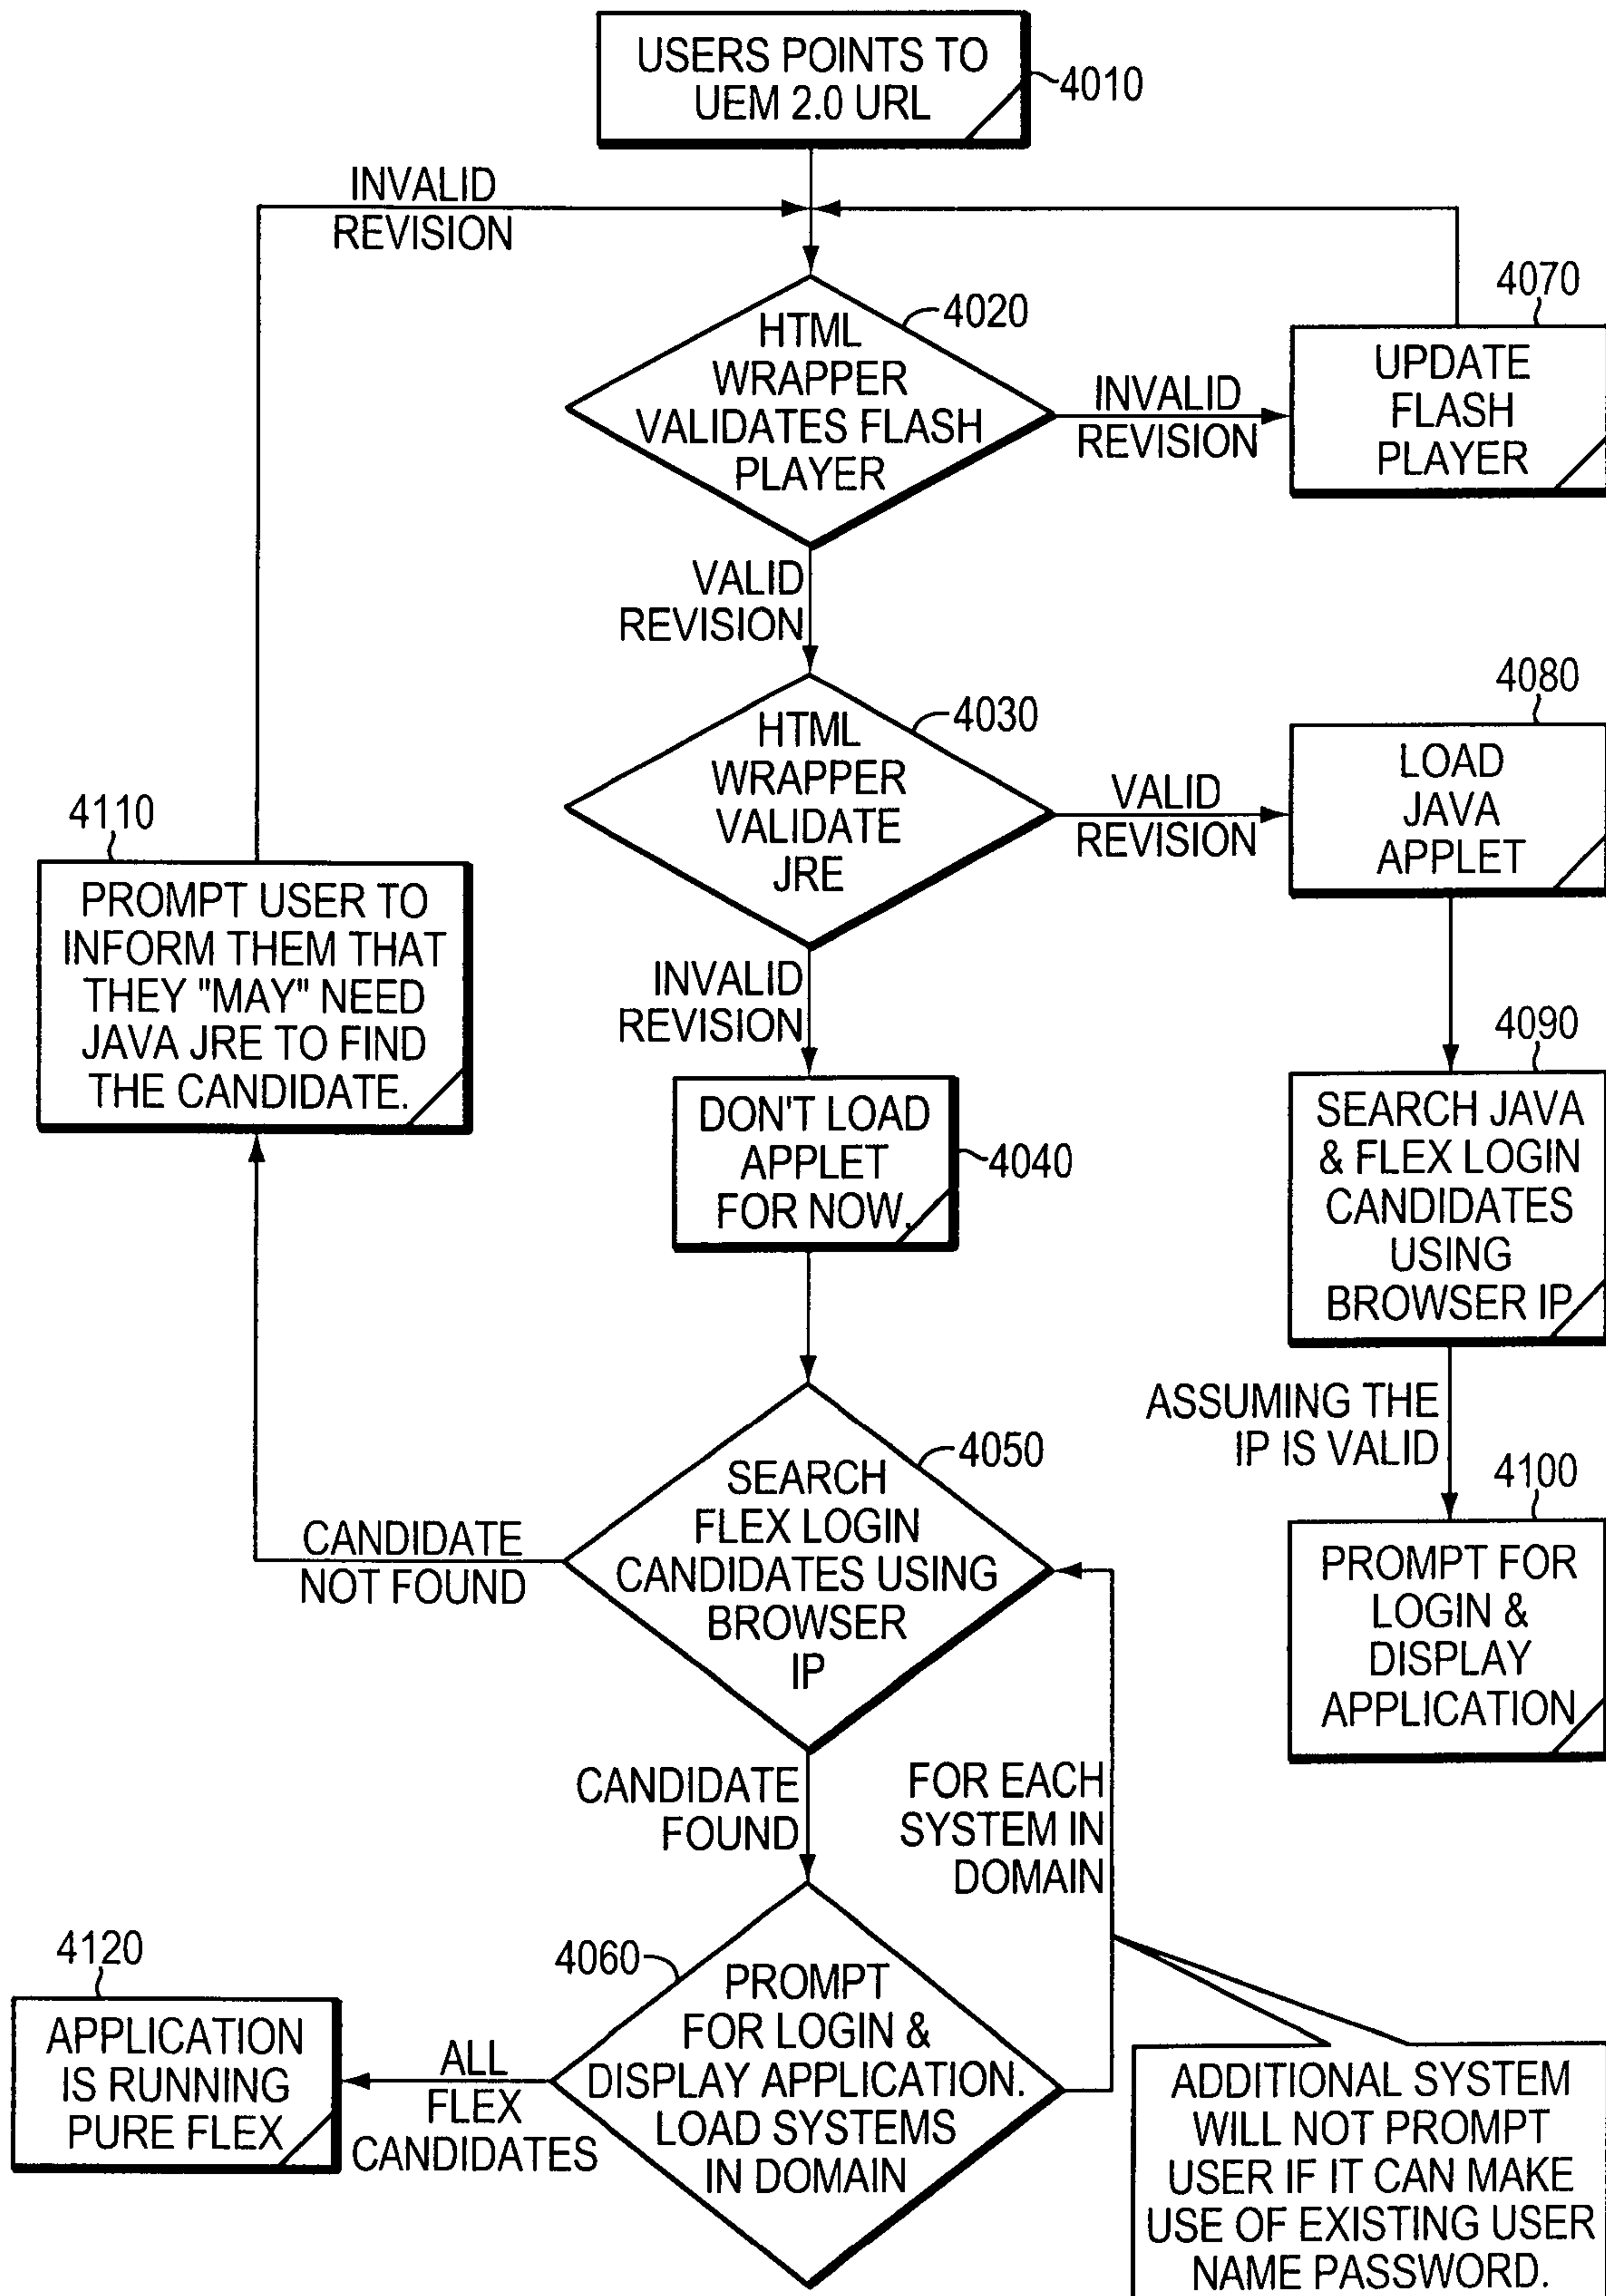 USERS POINTS TO
UEM 2.0 URL
4010
INVALID
REVISION
4020
HTML
WRAPPER
VALIDATES FLASH
PLAYER
INVALID
REVISION
4070
UPDATE
FLASH
PLAYER
VALID
REVISION
4030
HTML
WRAPPER
VALIDATE
JRE
VALID
REVISION
4080
LOAD
JAVA
APPLET
4110
PROMPT USER TO
INFORM THEM THAT
THEY "MAY" NEED
JAVA JRE TO FIND
THE CANDIDATE.
INVALID
REVISION
4090
SEARCH JAVA
& FLEX LOGIN
CANDIDATES
USING
BROWSER IP
DON'T LOAD
APPLET
FOR NOW.
4040
ASSUMING THE
IP IS VALID
4050
SEARCH
FLEX LOGIN
CANDIDATES USING
BROWSER
IP
4100
PROMPT FOR
LOGIN &
DISPLAY
APPLICATION
CANDIDATE
NOT FOUND
CANDIDATE
FOUND
FOR EACH
SYSTEM IN
DOMAIN
4120
APPLICATION
IS RUNNING
PURE FLEX
ALL
FLEX
CANDIDATES
4060
PROMPT
FOR LOGIN &
DISPLAY APPLICATION.
LOAD SYSTEMS
IN DOMAIN
ADDITIONAL SYSTEM
WILL NOT PROMPT
USER IF IT CAN MAKE
USE OF EXISTING USER
NAME PASSWORD.